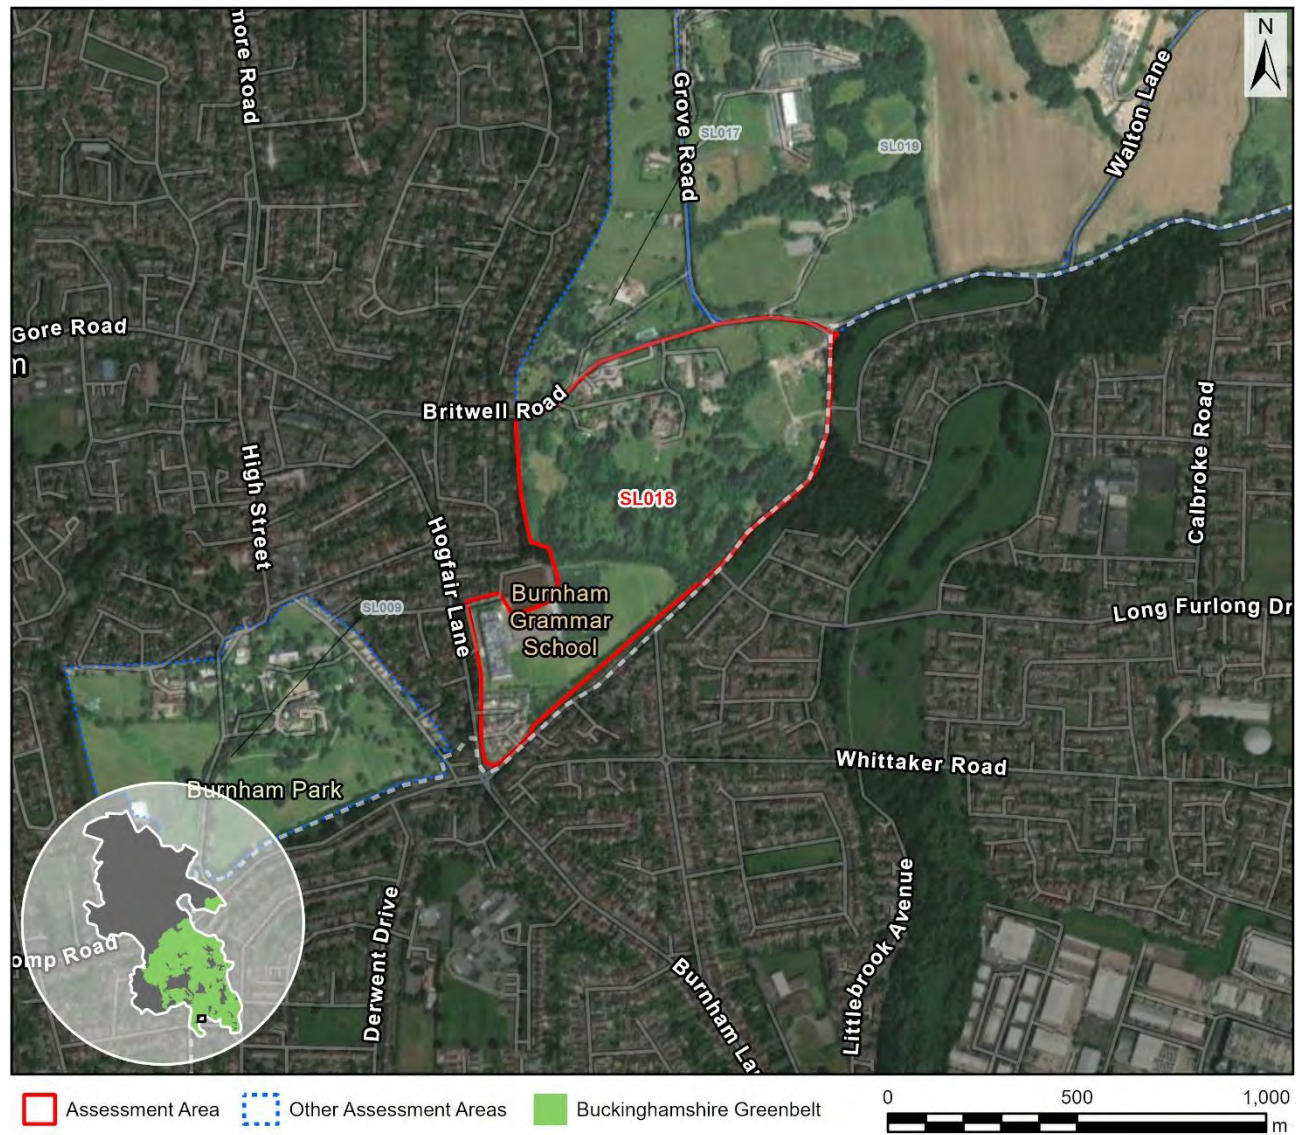 more Road
N
Grove Road
SL017
SL019
Walton Lane
Gore Road
m
Britwell Road
Calbroke Road
High Street
SL018
Hogfair Lane
Burnham
Grammar
School
SL009
Long Furlong Dr
Whittaker Road
Burnham Park
Derwent Drive
omp Road
Littlebrook Avenue
Burnham La
Assessment Area
Other Assessment Areas
Buckinghamshire Greenbelt
0 500 1,000
m